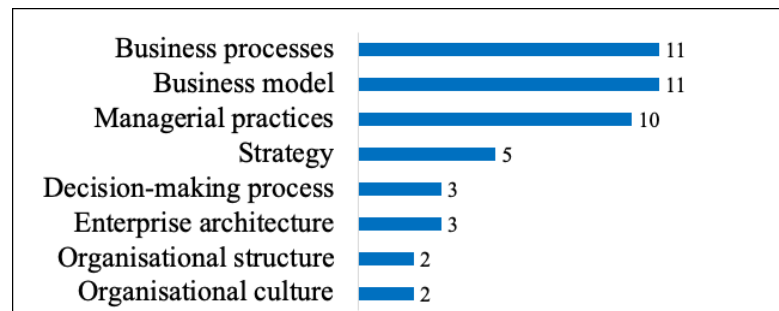 Business processes 11
Business model 11
Managerial practices 10
Strategy 5
Decision-making process 3
Enterprise architecture 3
Organisational structure 2
Organisational culture 2